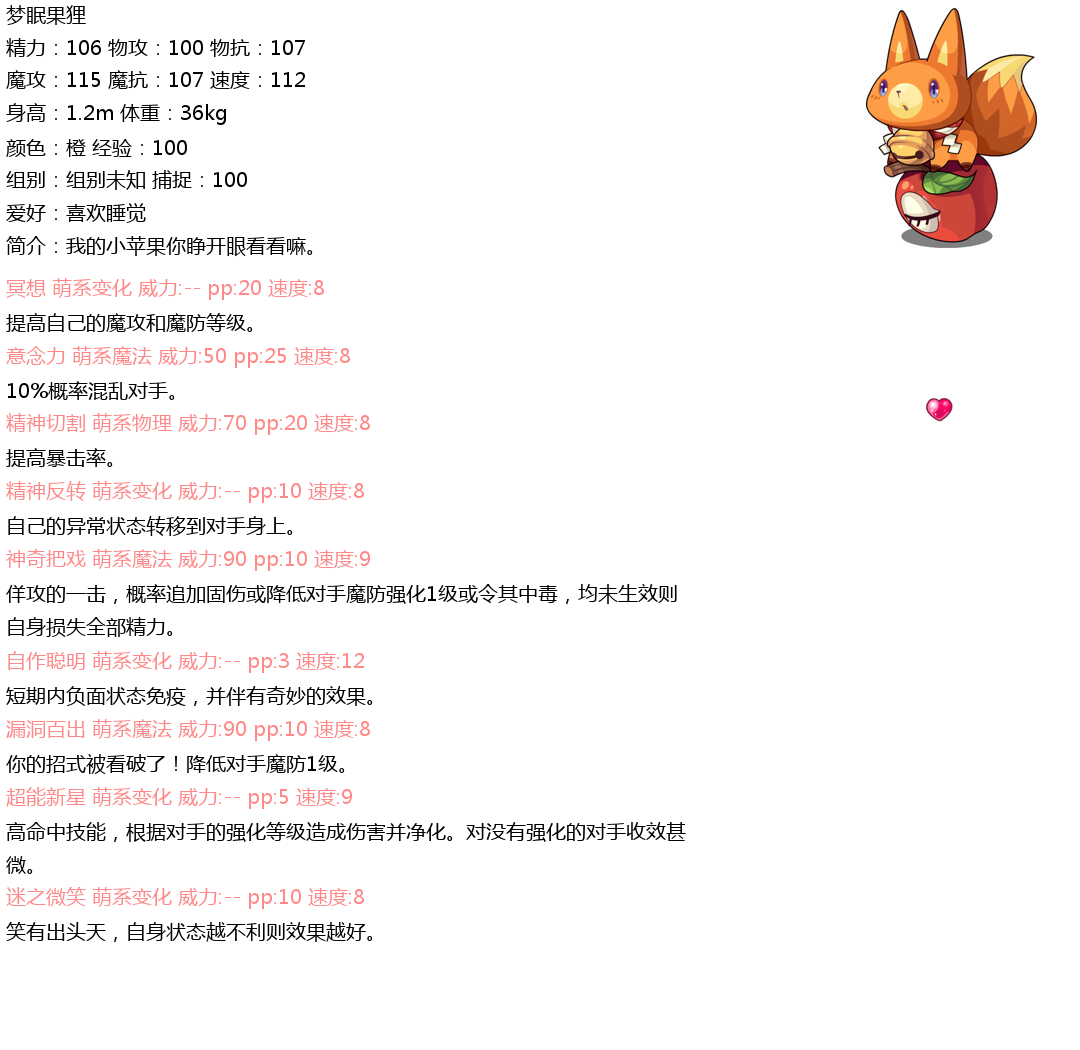 梦眠果狸
精力：106 物攻：100 物抗：107
魔攻：115 魔抗：107 速度：112
身高：1.2m 体重：36kg
颜色：橙 经验：100
组别：组别未知 捕捉：100
爱好：喜欢睡觉
简介：我的小苹果你睁开眼看看嘛。
冥想 萌系变化 威力:-- pp:20 速度:8
提高自己的魔攻和魔防等级。
意念力 萌系魔法 威力:50 pp:25 速度:8
10%概率混乱对手。
精神切割 萌系物理 威力:70 pp:20 速度:8
提高暴击率。
精神反转 萌系变化 威力:-- pp:10 速度:8
自己的异常状态转移到对手身上。
神奇把戏 萌系魔法 威力:90 pp:10 速度:9
佯攻的一击，概率追加固伤或降低对手魔防强化1级或令其中毒，均未生效则
自身损失全部精力。
自作聪明 萌系变化 威力:-- pp:3 速度:12
短期内负面状态免疫，并伴有奇妙的效果。
漏洞百出 萌系魔法 威力:90 pp:10 速度:8
你的招式被看破了！降低对手魔防1级。
超能新星 萌系变化 威力:-- pp:5 速度:9
高命中技能，根据对手的强化等级造成伤害并净化。对没有强化的对手收效甚
微。
迷之微笑 萌系变化 威力:-- pp:10 速度:8
笑有出头天，自身状态越不利则效果越好。